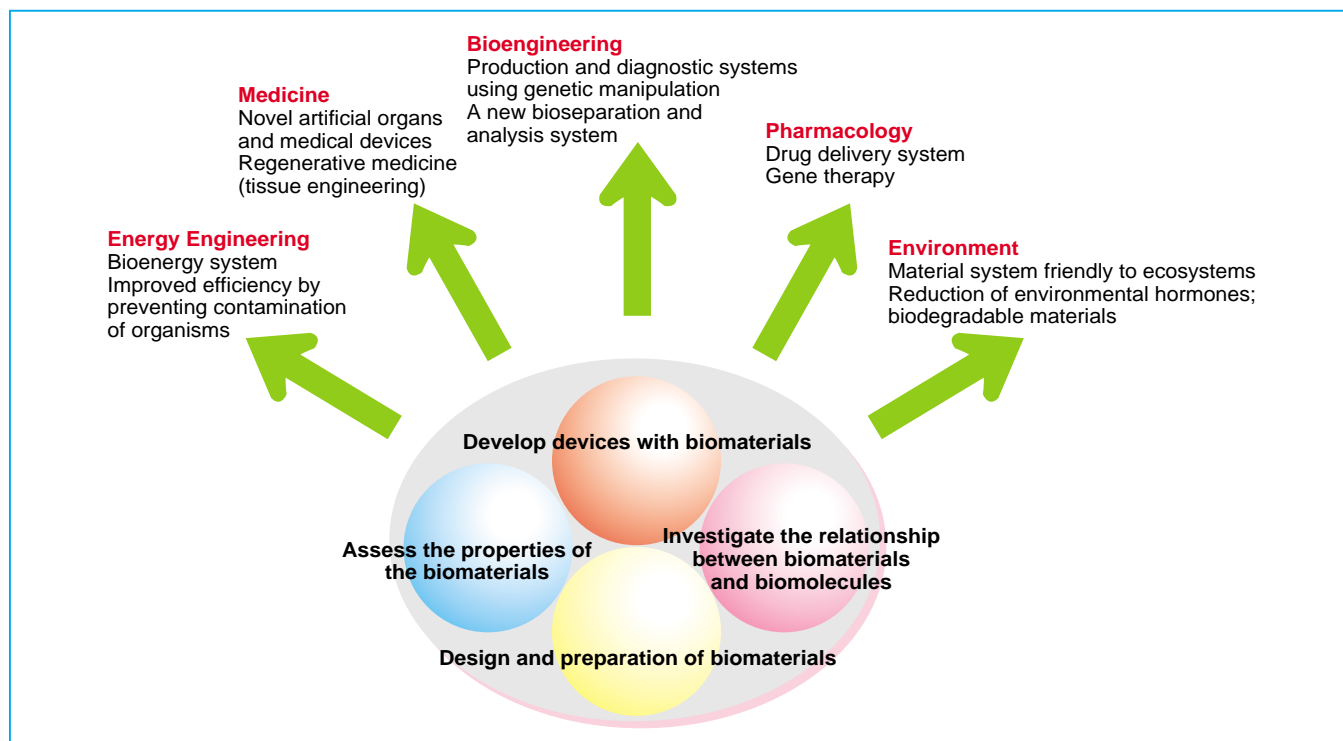 Bioengineering
Production and diagnostic systems
using genetic manipulation
A new bioseparation and
analysis system
Medicine
Novel artificial organs
and medical devices
Regenerative medicine
(tissue engineering)
Pharmacology
Drug delivery system
Gene therapy
Energy Engineering
Bioenergy system
Improved efficiency by
preventing contamination
of organisms
Environment
Material system friendly to ecosystems
Reduction of environmental hormones;
biodegradable materials
Develop devices with biomaterials
Assess the properties of
the biomaterials
Investigate the relationship
between biomaterials
and biomolecules
Design and preparation of biomaterials